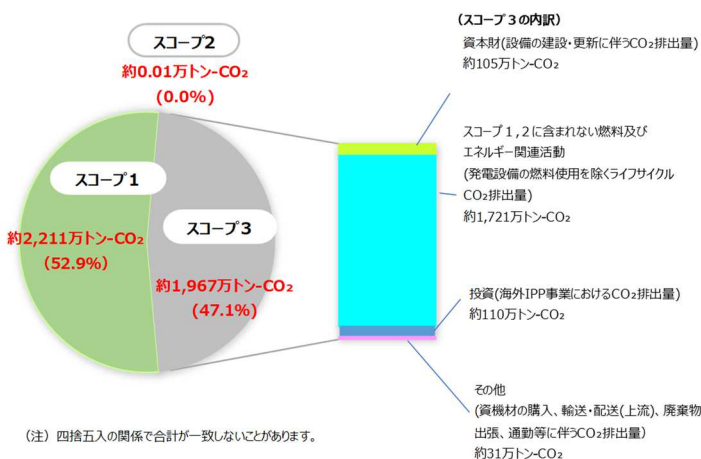 スコープ2
約0.01万トン-CO₂
(0.0%)
スコープ1
約2,211万トン-CO₂
(52.9%)
スコープ3
約1,967万トン-CO₂
(47.1%)
(スコープ3の内訳)
資本財(設備の建設・更新に伴うCO₂排出量)
約105万トン-CO₂
スコープ1,2に含まれない燃料及び
エネルギー関連活動
(発電設備の燃料使用を除くライフサイクル
CO₂排出量)
約1,721万トン-CO₂
投資(海外IPP事業におけるCO₂排出量)
約110万トン-CO₂
その他
(資機材の購入、輸送・配送(上流)、廃棄物
出張、通勤等に伴うCO₂排出量)
約31万トン-CO₂
(注) 四捨五入の関係で合計が一致しないことがあります。